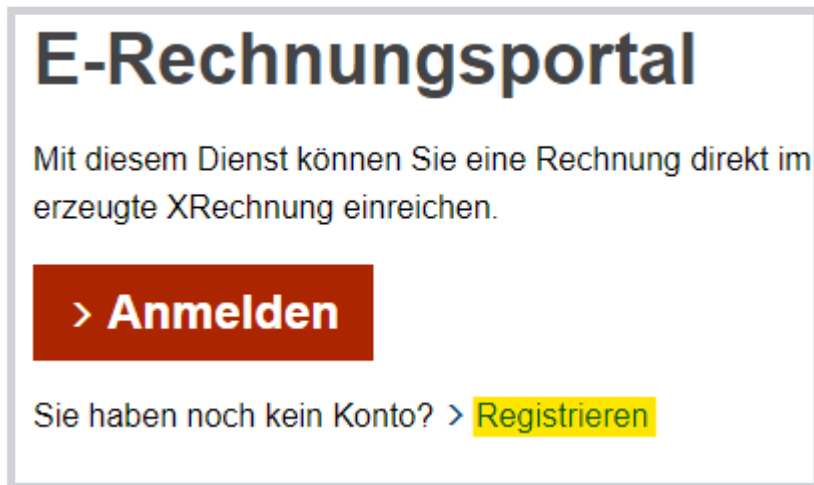 E-Rechnungsportal
Mit diesem Dienst können Sie eine Rechnung direkt im
erzeugte XRechnung einreichen.
> Anmelden
Sie haben noch kein Konto? > Registrieren